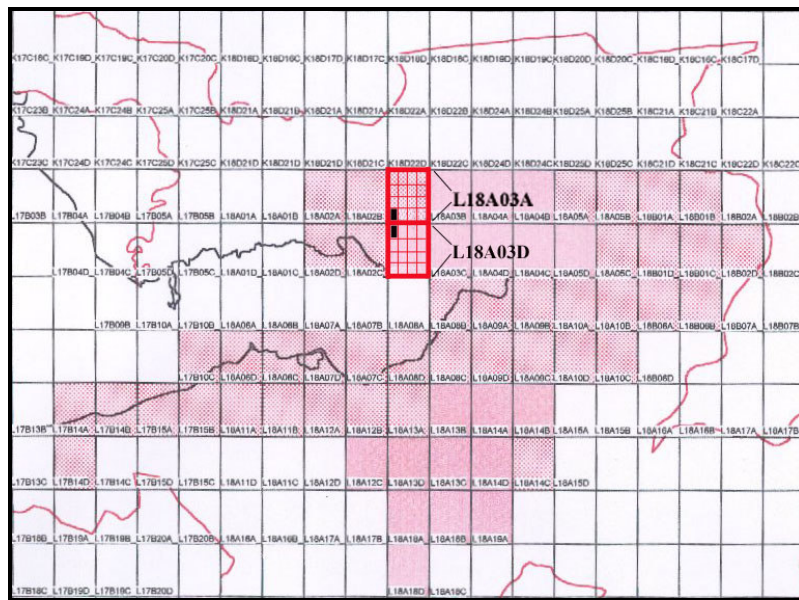 K17C18C K17C19D K17C19C K17C20D K17C20C K18D16D K18D16C K18D17D K18D17C K18D18D K18D18C K18D19D K18D19C K18D20D K18D20C K18C16D K18C16C K18C17D
K17C23B K17C24A K17C24B K17C25A K17C25B K18D21A K18D21B K18D22A K18D22B K18D24A K18D24B K18D25A K18D25B K18C21A K18C21B K18C22A
K17C23C K17C24D K17C24C K17C25D K17C25C K18D21D K18D21D K18D21D K18D21C K18D22D K18D22C K18D24D K18D24C K18D25D K18D25C K18C21D K18C21C K18C22D K18C22C
L18A03A
L17B03B L17B04A L17B04B L17B05A L17B05B L18A01A L18A01B L18A02A L18A02B L18A03B L18A04A L18A04B L18A05A L18A05B L18B01A L18B01B L18B02A L18B02B
L18A03D
L17B04D L17B04C L17B05D L17B05C L18A01D L18A01C L18A02D L18A02C L18A03C L18A04D L18A04C L18A05D L18A05C L18B01D L18B01C L18B02D L18B02C
L17B09B L17B10A L17B10B L18A06A L18A06B L18A07A L18A07B L18A08A L18A08B L18A09A L18A09B L18A10A L18A10B L18B06A L18B06B L18B07A L18B07B
L17B10C L18A06D L18A06C L18A07D L18A07C L18A08D L18A08C L18A09D L18A09C L18A10D L18A10C L18B06D
L17B13B L17B14A L17B14B L17B15A L17B15B L18A11A L18A11B L18A12A L18A12B L18A13A L18A13B L18A14A L18A14B L18A15A L18A15B L18A16A L18A16B L18A17A L18A17B
L17B13C L17B14D L17B14C L17B15D L17B15C L18A11D L18A11C L18A12D L18A12C L18A13D L18A13C L18A14D L18A14C L18A15D
L17B18B L17B19A L17B19B L17B20A L17B20B L18A16A L18A16B L18A17A L18A17B L18A18A L18A18B L18A19A
L17B18C L17B19D L17B19C L17B20D L18A18D L18A18C